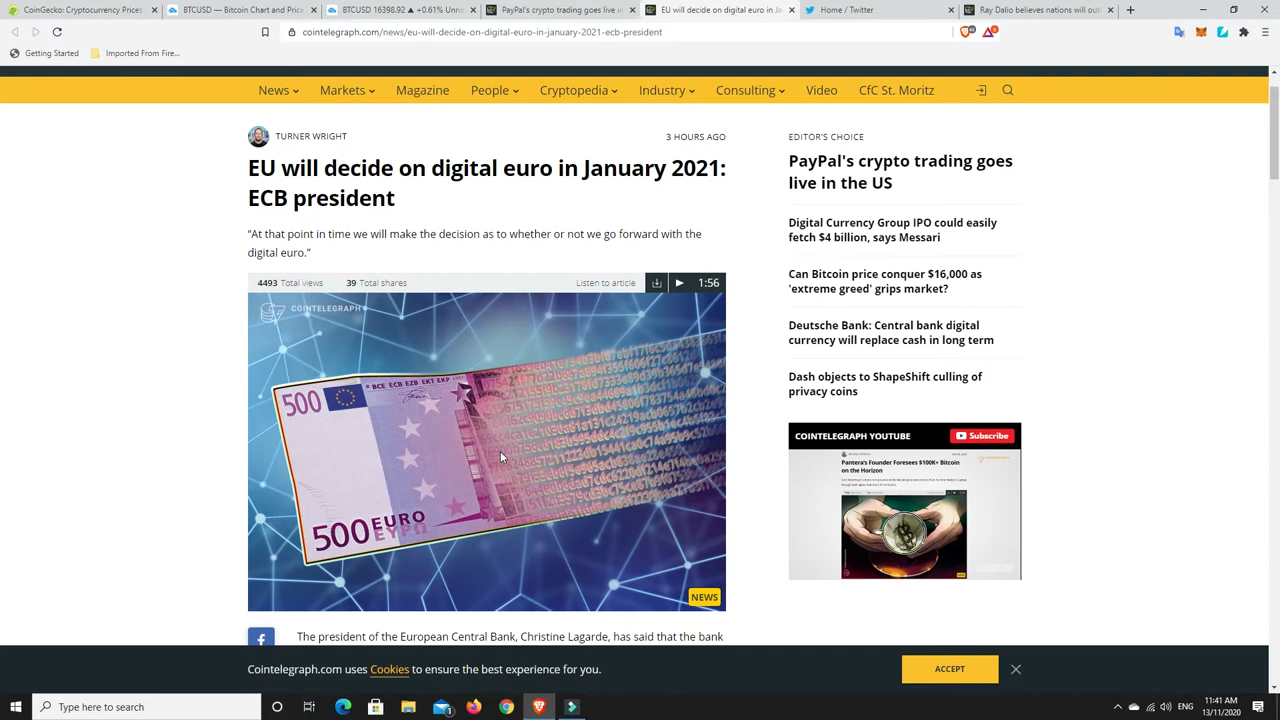 CoinGecko: Cryptocurrency Prices
BTCUSD — Bitcoin Chart and Price
BTCUSD 16398.92 ▲ +0.61% Unna
PayPal's crypto trading goes live in
EU will decide on digital euro in Ja
Home / Twitter
Ray Dalio believes nations will out
cointelegraph.com/news/eu-will-decide-on-digital-euro-in-january-2021-ecb-president
Getting Started
Imported From Fire...
News
Markets
Magazine
People
Cryptopedia
Industry
Consulting
Video
CfC St. Moritz
TURNER WRIGHT
3 HOURS AGO
EU will decide on digital euro in January 2021:
ECB president
“At that point in time we will make the decision as to whether or not we go forward with the
digital euro.”
4493 Total views
39 Total shares
Listen to article
1:56
COINTELEGRAPH
500
BCE ECB EZB EKT EKP
500 EURO
ΕΥΡΩ
NEWS
The president of the European Central Bank, Christine Lagarde, has said that the bank
EDITOR'S CHOICE
PayPal's crypto trading goes
live in the US
Digital Currency Group IPO could easily
fetch $4 billion, says Messari
Can Bitcoin price conquer $16,000 as
'extreme greed' grips market?
Deutsche Bank: Central bank digital
currency will replace cash in long term
Dash objects to ShapeShift culling of
privacy coins
COINTELEGRAPH YOUTUBE
Subscribe
Pantera's Founder Foresees $100K+ Bitcoin
on the Horizon
Cointelegraph.com uses Cookies to ensure the best experience for you.
ACCEPT
Type here to search
ENG
11:41 AM
13/11/2020